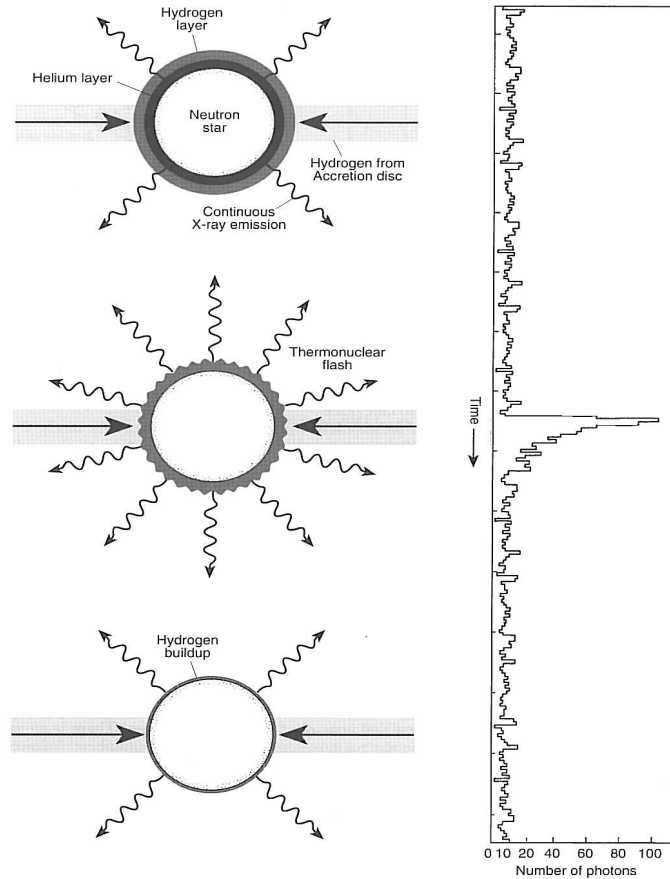 Hydrogen
layer
Helium layer
Neutron
star
Hydrogen from
Accretion disc
Continuous
X-ray emission
Thermonuclear
flash
Hydrogen
buildup
Time
0 10 20 40 60 80 100
Number of photons